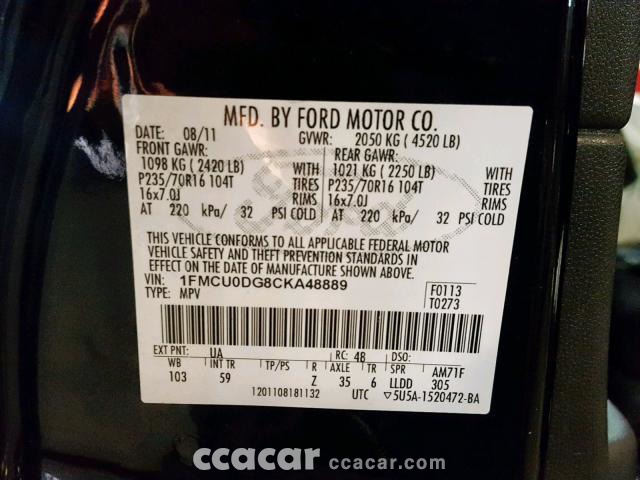 MFD. BY FORD MOTOR CO.
DATE: 08/11 GVWR: 2050 KG ( 4520 LB)
FRONT GAWR: REAR GAWR:
1098 KG ( 2420 LB) WITH 1021 KG ( 2250 LB) WITH
P235/70R16 104T TIRES P235/70R16 104T TIRES
16x7.0J RIMS 16x7.0J RIMS
AT 220 kPa/ 32 PSI COLD AT 220 kPa/ 32 PSI COLD
THIS VEHICLE CONFORMS TO ALL APPLICABLE FEDERAL MOTOR
VEHICLE SAFETY AND THEFT PREVENTION STANDARDS IN
EFFECT ON THE DATE OF MANUFACTURE SHOWN ABOVE.
VIN: 1FMCU0DG8CKA48889 F0113
TYPE: MPV T0273
EXT PNT: UA RC: 48 DSO:
WB INT TR TP/PS R AXLE TR SPR AM71F
103 59 Z 35 6 LLDD 305
1201108181132 UTC ▽5U5A-1520472-BA
ccacar ccacar.com